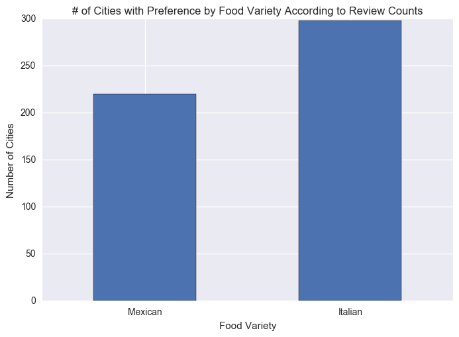 # of Cities with Preference by Food Variety According to Review Counts
300
250
200
150
100
50
0
Number of Cities
Mexican
Italian
Food Variety